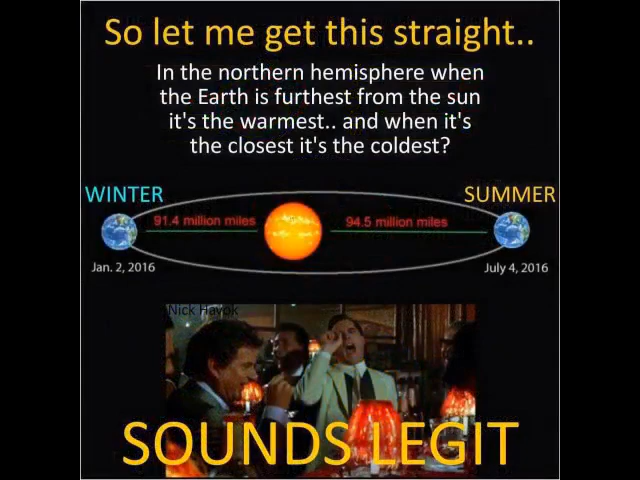 So let me get this straight..
In the northern hemisphere when
the Earth is furthest from the sun
it's the warmest.. and when it's
the closest it's the coldest?
WINTER
SUMMER
91.4 million miles
94.5 million miles
Jan. 2, 2016
July 4, 2016
Nick Havok
SOUNDS LEGIT